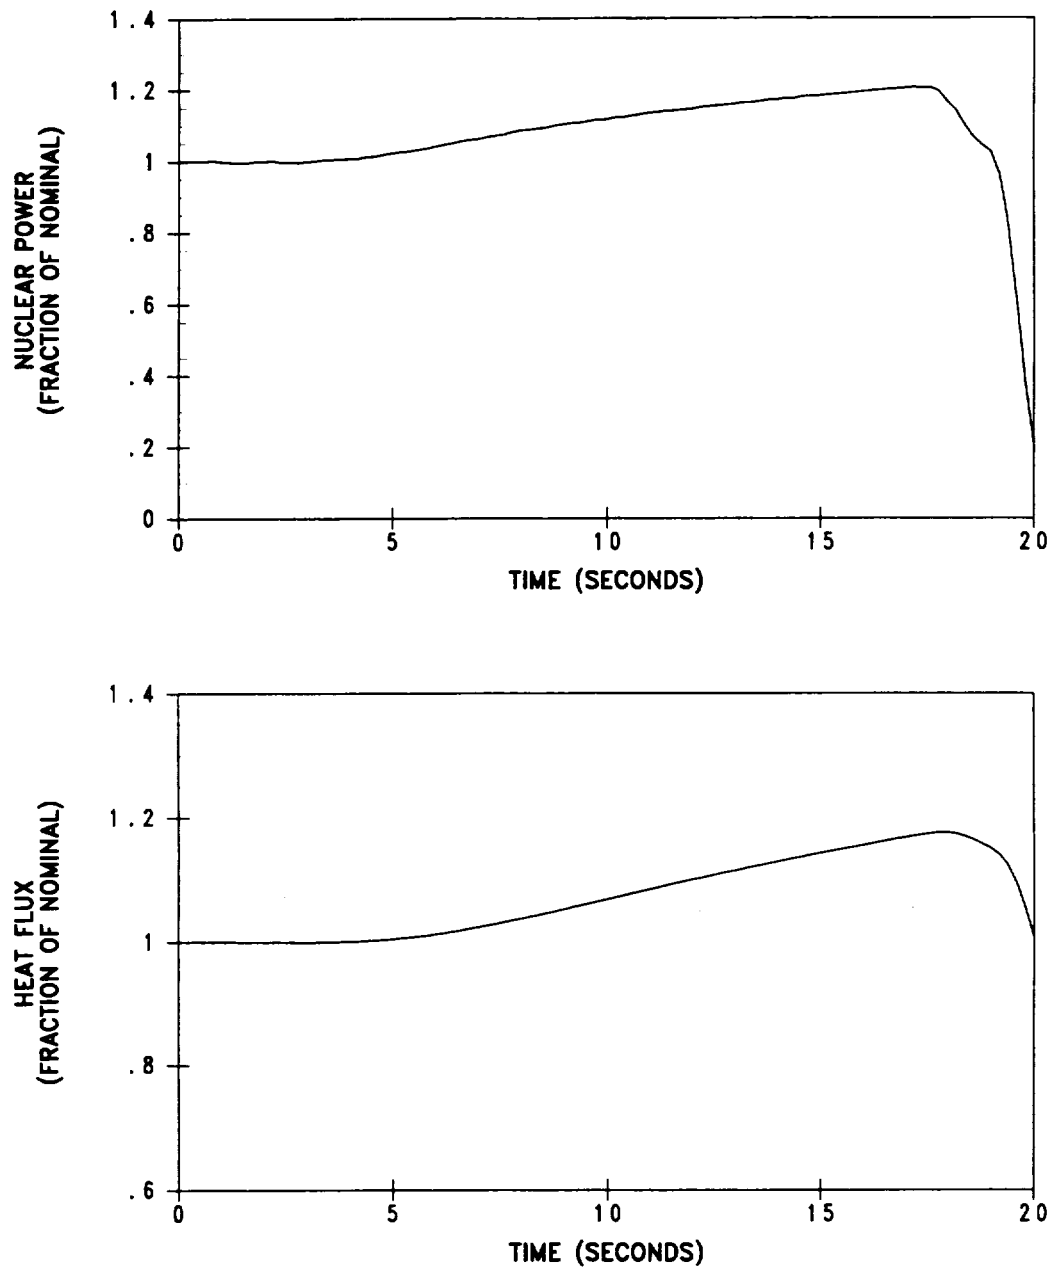 1.4
1.2
1
.8
.6
.4
.2
0
NUCLEAR POWER
(FRACTION OF NOMINAL)
0 5 10 15 20
TIME (SECONDS)
1.4
1.2
1
.8
.6
HEAT FLUX
(FRACTION OF NOMINAL)
0 5 10 15 20
TIME (SECONDS)